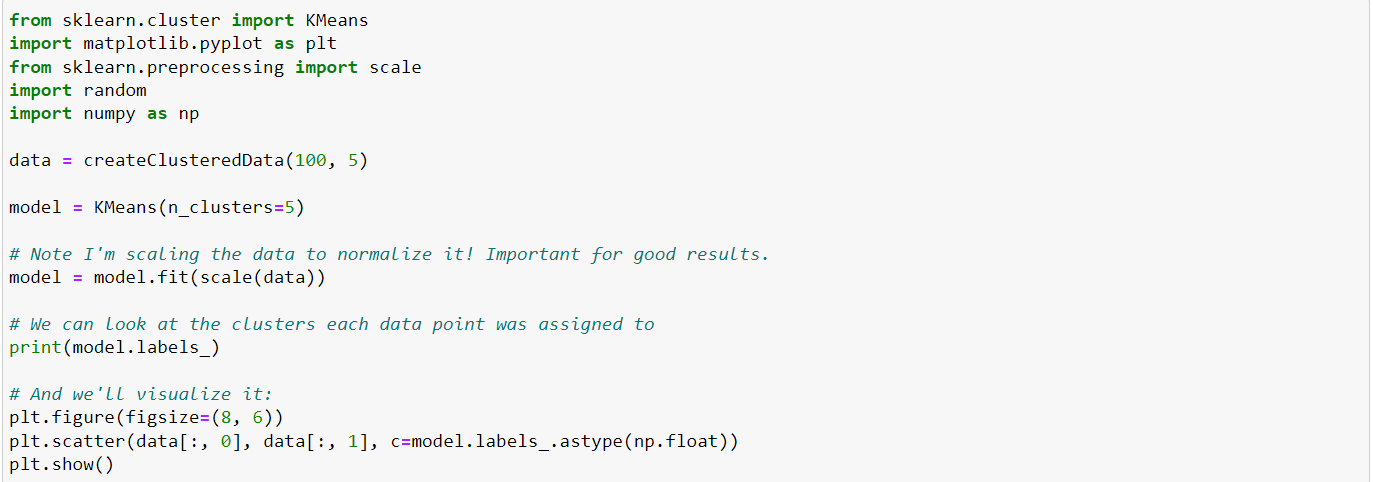 from sklearn.cluster import KMeans
import matplotlib.pyplot as plt
from sklearn.preprocessing import scale
import random
import numpy as np
data = createClusteredData(100, 5)
model = KMeans(n_clusters=5)
# Note I'm scaling the data to normalize it! Important for good results.
model = model.fit(scale(data))
# We can look at the clusters each data point was assigned to
print(model.labels_)
# And we'll visualize it:
plt.figure(figsize=(8, 6))
plt.scatter(data[:, 0], data[:, 1], c=model.labels_.astype(np.float))
plt.show()